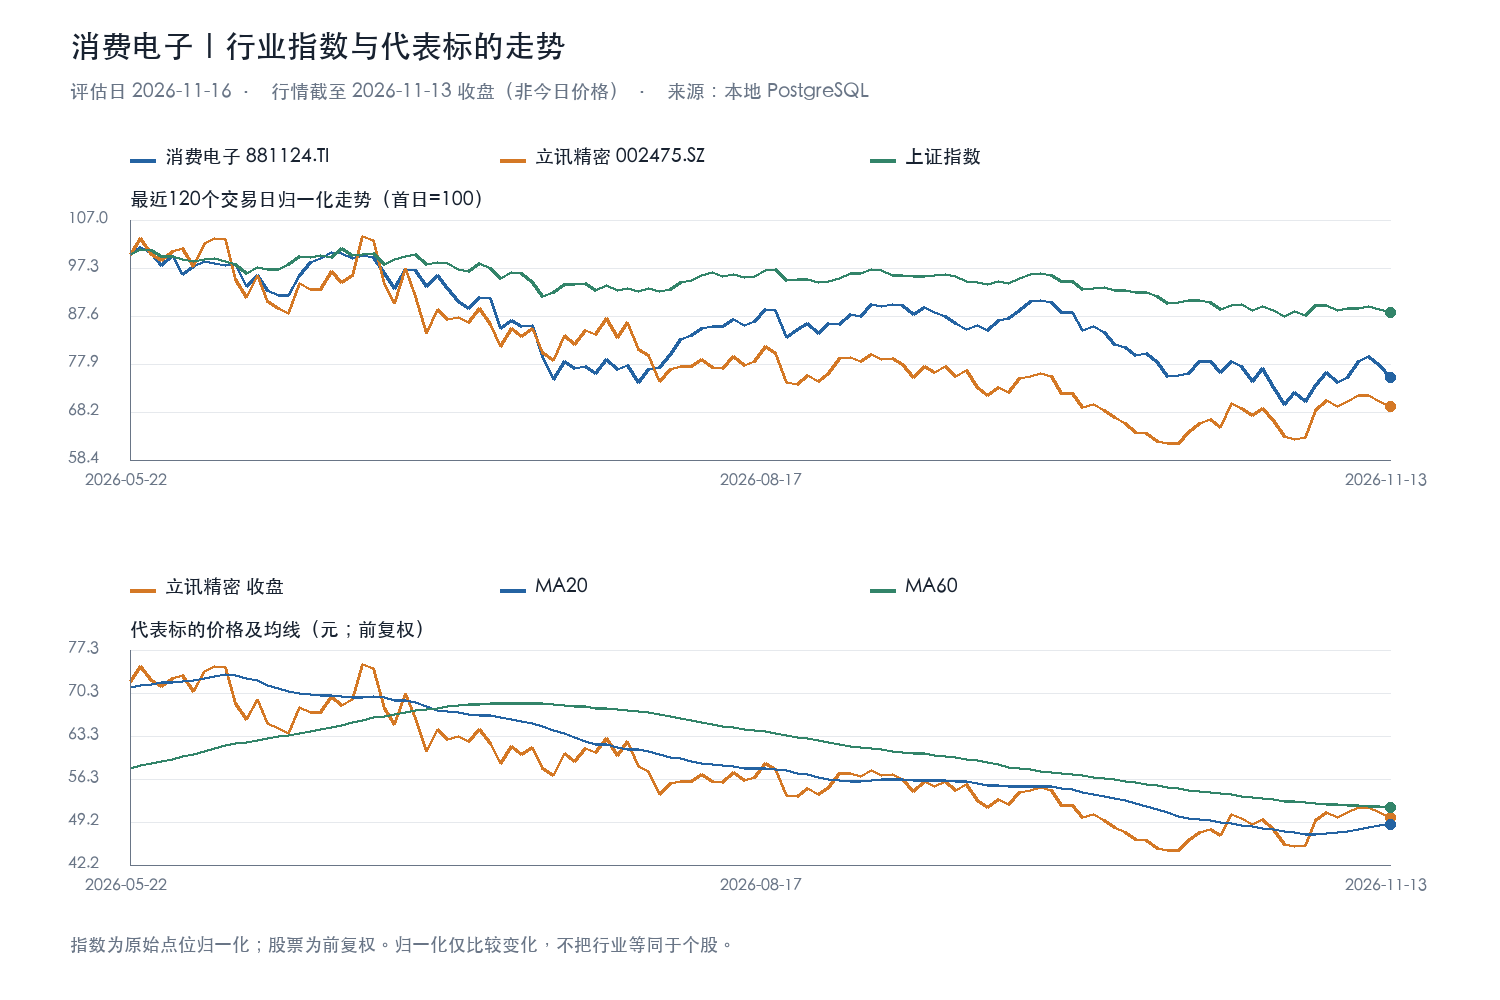 消费电子 | 行业指数与代表标的走势
评估日 2026-11-16 · 行情截至 2026-11-13 收盘（非今日价格） · 来源：本地 PostgreSQL
消费电子 881124.TI 立讯精密 002475.SZ 上证指数
最近120个交易日归一化走势（首日=100）
107.0
97.3
87.6
77.9
68.2
58.4
2026-05-22 2026-08-17 2026-11-13
立讯精密 收盘 MA20 MA60
代表标的价格及均线（元；前复权）
77.3
70.3
63.3
56.3
49.2
42.2
2026-05-22 2026-08-17 2026-11-13
指数为原始点位归一化；股票为前复权。归一化仅比较变化，不把行业等同于个股。